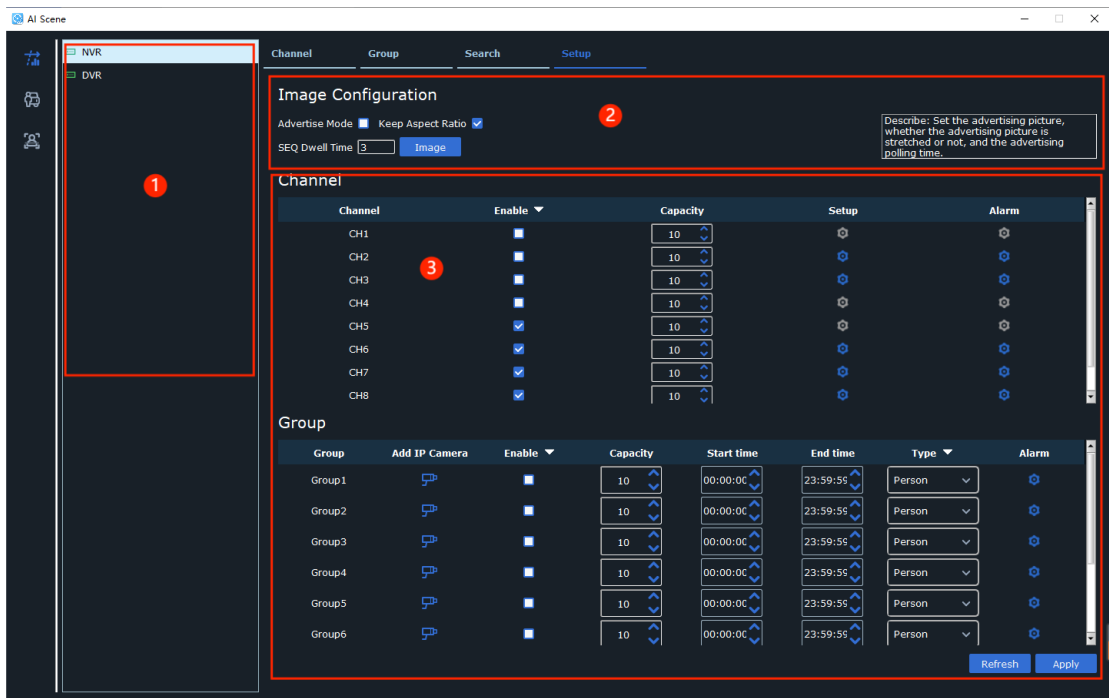 AI Scene
NVR
DVR
1
Channel Group Search Setup
Image Configuration
Advertise Mode Keep Aspect Ratio
SEQ Dwell Time 3 Image
2
Describe: Set the advertising picture,
whether the advertising picture is
stretched or not, and the advertising
polling time.
Channel
Channel Enable Capacity Setup Alarm
CH1 10
CH2 10
3
CH3 10
CH4 10
CH5 10
CH6 10
CH7 10
CH8 10
Group
Group Add IP Camera Enable Capacity Start time End time Type Alarm
Group1 10 00:00:00 23:59:59 Person
Group2 10 00:00:00 23:59:59 Person
Group3 10 00:00:00 23:59:59 Person
Group4 10 00:00:00 23:59:59 Person
Group5 10 00:00:00 23:59:59 Person
Group6 10 00:00:00 23:59:59 Person
Refresh Apply